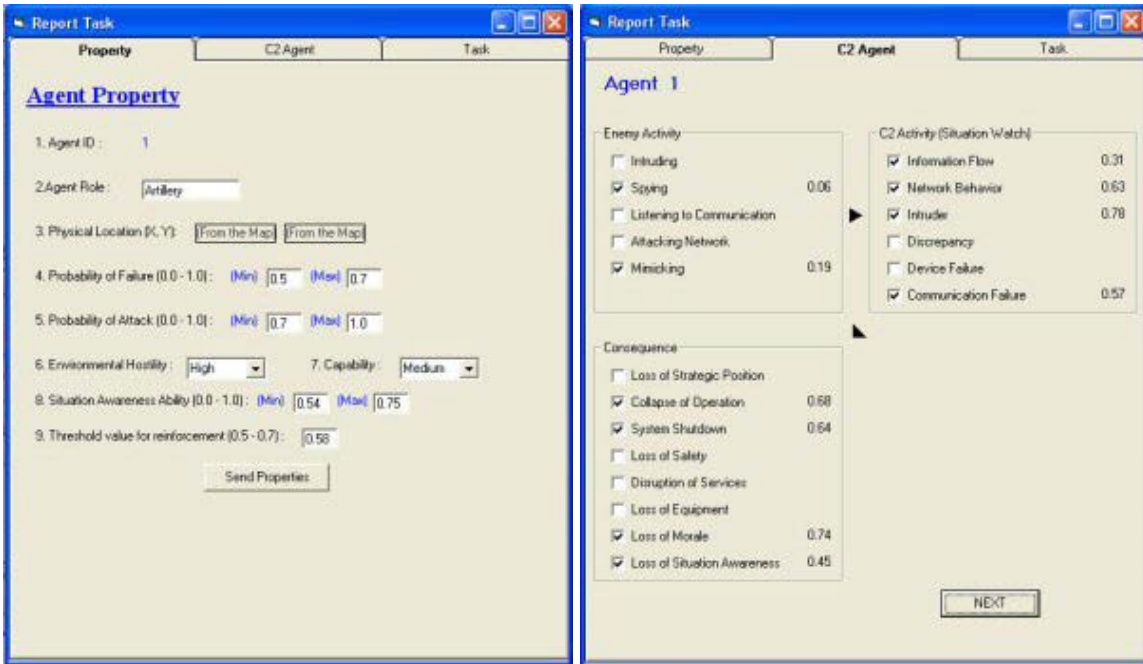 Report Task
Property C2 Agent Task
Agent Property
1. Agent ID : 1
2.Agent Role : Artillery
3. Physical Location (X, Y): (From the Map) (From the Map)
4. Probability of Failure (0.0 - 1.0) : (Min) 0.5 (Max) 0.7
5. Probability of Attack (0.0 - 1.0) : (Min) 0.7 (Max) 1.0
6. Environmental Hostility : High 7. Capability : Medium
8. Situation Awareness Ability (0.0 - 1.0) : (Min) 0.54 (Max) 0.75
9. Threshold value for reinforcement (0.5 - 0.7) : 0.58
Send Properties
Report Task
Property C2 Agent Task
Agent 1
Enemy Activity
Intruding
Spying 0.06
Listening to Communication
Attacking Network
Mimicking 0.19
C2 Activity (Situation Watch)
Information Flow 0.31
Network Behavior 0.63
Intruder 0.78
Discrepancy
Device Failure
Communication Failure 0.57
Consequence
Loss of Strategic Position
Collapse of Operation 0.68
System Shutdown 0.64
Loss of Safety
Disruption of Services
Loss of Equipment
Loss of Morale 0.74
Loss of Situation Awareness 0.45
NEXT